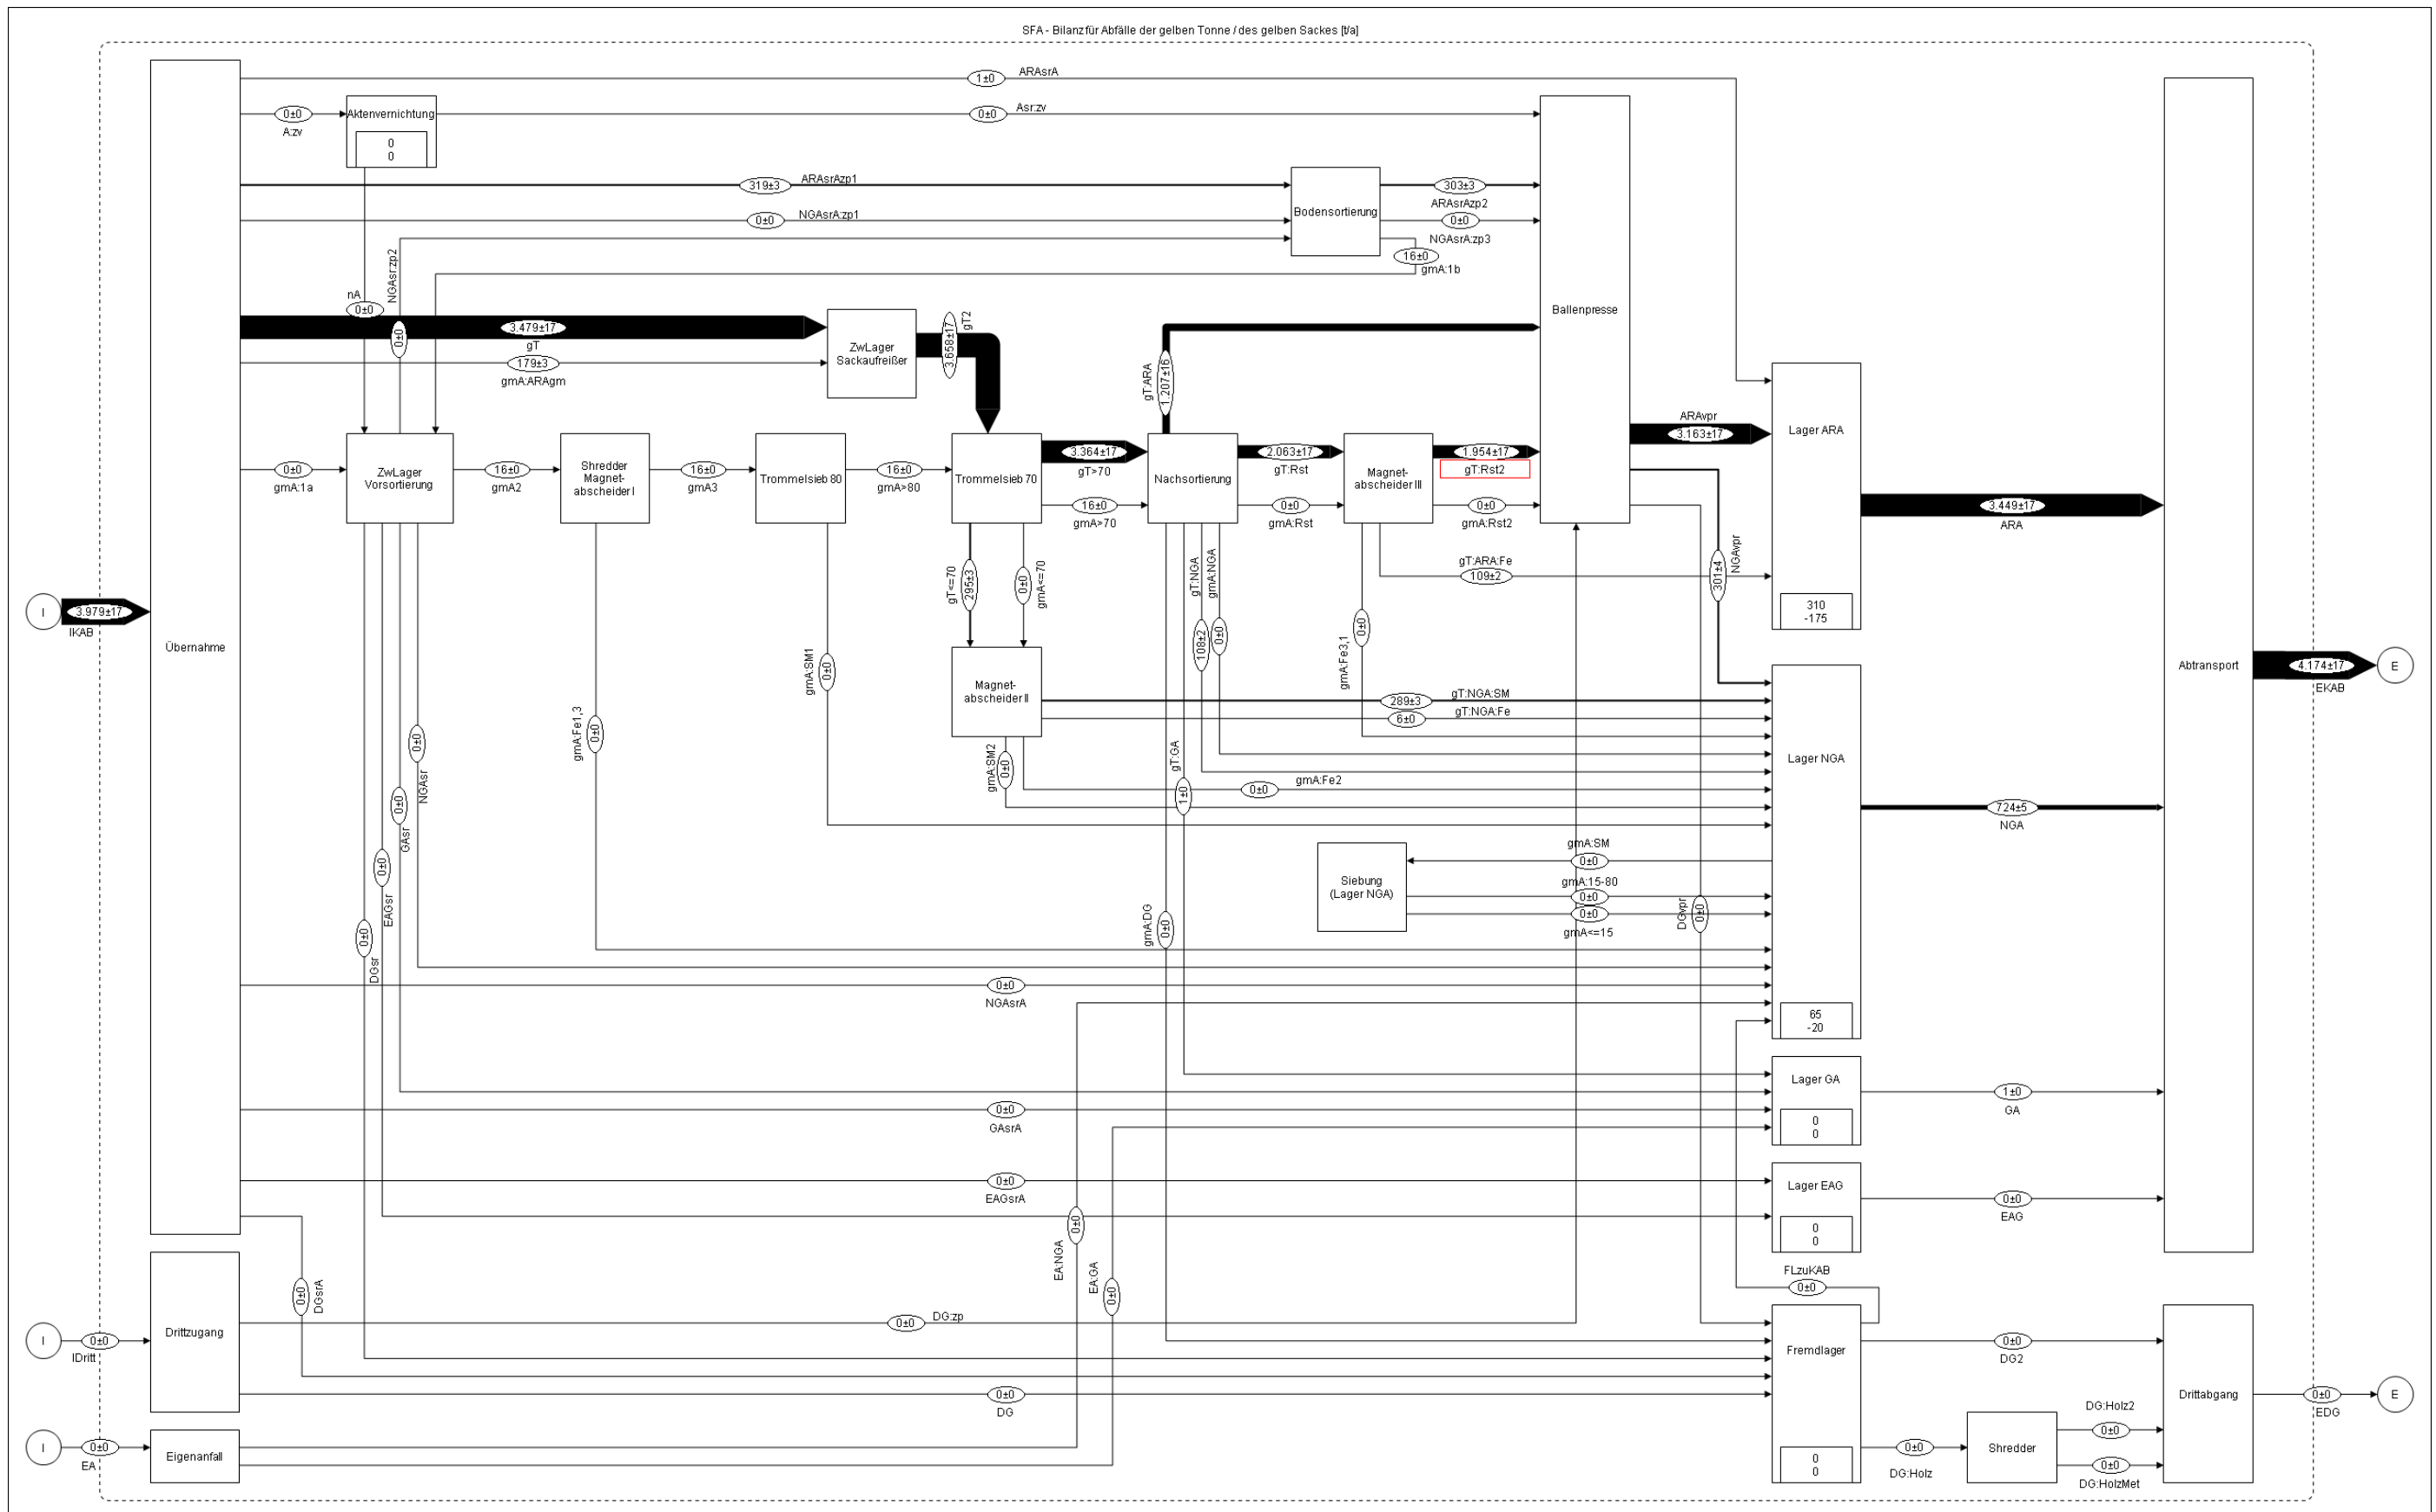 SFA - Bilanz für Abfälle der gelben Tonne / des gelben Sackes [t/a]
1±0
ARAsrA
0±0
A:zv
Aktenvernichtung
0
0
0±0
Asr:zv
319±3
ARAsrAzp1
0±0
NGAsrA:zp1
Bodensortierung
303±3
ARAsrAzp2
0±0
NGAsrA:zp3
16±0
gmA:1b
NGAsr:zp2
0±0
nA
0±0
3.479±17
gT
179±3
gmA:ARAgm
ZwLager
Sackaufreißer
3.658±17
gT2
gT:ARA
1.207±16
Ballenpresse
0±0
gmA:1a
ZwLager
Vorsortierung
16±0
gmA2
Shredder
Magnet-
abscheider I
16±0
gmA3
Trommelsieb 80
16±0
gmA>80
Trommelsieb 70
3.364±17
gT>70
16±0
gmA>70
Nachsortierung
2.063±17
gT:Rst
0±0
gmA:Rst
Magnet-
abscheider III
1.954±17
gT:Rst2
0±0
gmA:Rst2
ARAvpr
3.163±17
Lager ARA
310
-175
3.449±17
ARA
gT:ARA:Fe
109±2
301±4
NGAvpr
I
3.979±17
IKAB
Übernahme
gT<=70
295±3
0±0
gmA<=70
gT:NGA
108±2
gmA:NGA
0±0
gmA:Fe3,1
0±0
gmA:SM1
0±0
gmA:Fe1,3
0±0
Magnet-
abscheider II
289±3
gT:NGA:SM
6±0
gT:NGA:Fe
gmA:SM2
0±0
0±0
gmA:Fe2
gT:GA
1±0
Lager NGA
65
-20
724±5
NGA
Abtransport
4.174±17
EKAB
E
0±0
NGAsr
0±0
GAsr
0±0
EAGsr
0±0
DGsr
gmA:DG
0±0
Siebung
(Lager NGA)
gmA:SM
0±0
gmA:15-80
0±0
0±0
gmA<=15
DGvpr
0±0
0±0
NGAsrA
Lager GA
0
0
1±0
GA
0±0
GAsrA
0±0
EAGsrA
Lager EAG
0
0
0±0
EAG
EA:NGA
0±0
EA:GA
0±0
0±0
DGsrA
FLzuKAB
0±0
I
0±0
IDritt
Drittzugang
0±0
DG:zp
0±0
DG
Fremdlager
0
0
0±0
DG2
Drittabgang
0±0
EDG
E
I
0±0
EA
Eigenanfall
0±0
DG:Holz
Shredder
DG:Holz2
0±0
0±0
DG:HolzMet